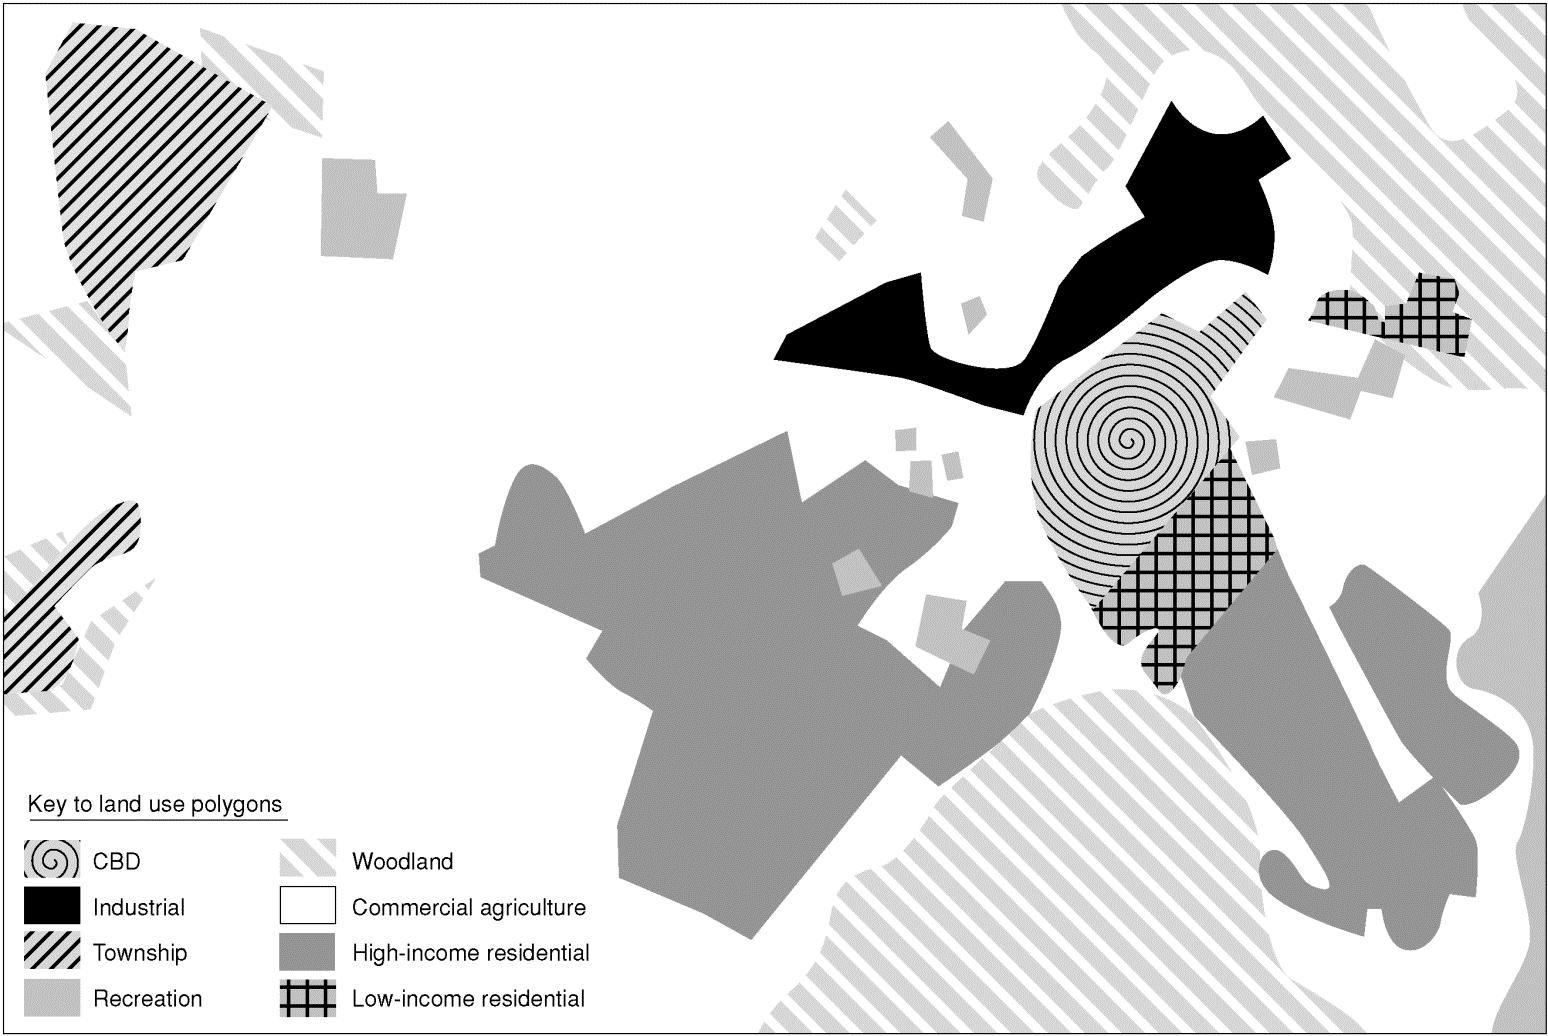 Key to land use polygons
CBD
Woodland
Industrial
Commercial agriculture
Township
High-income residential
Recreation
Low-income residential